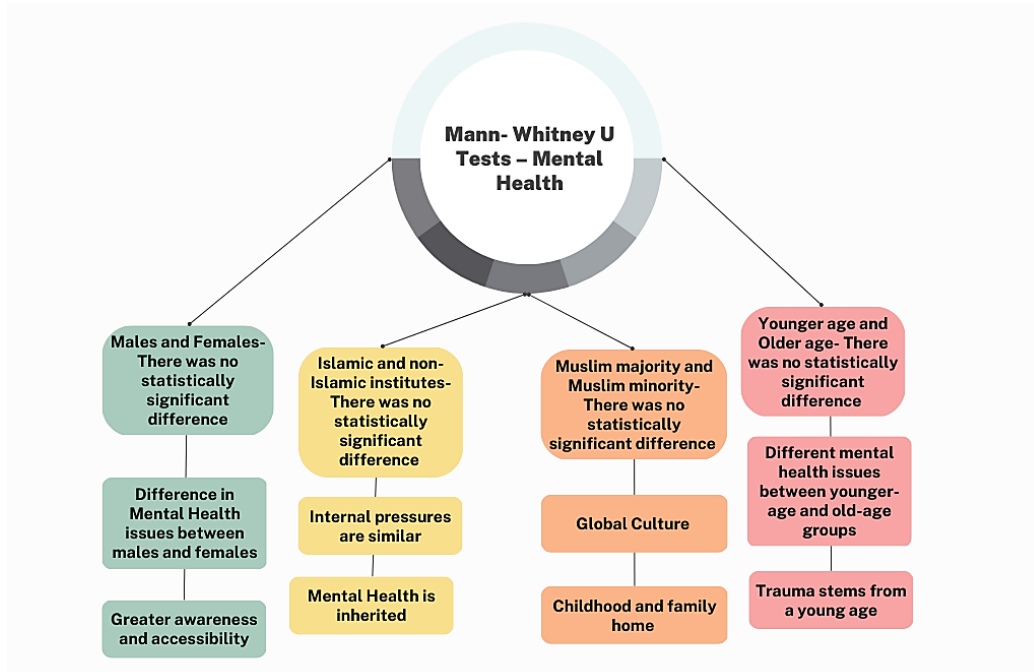 Mann- Whitney U
Tests – Mental
Health
Males and Females-
There was no
statistically
significant
difference
Difference in
Mental Health
issues between
males and females
Greater awareness
and accessibility
Islamic and non-
Islamic institutes-
There was no
statistically
significant
difference
Internal pressures
are similar
Mental Health is
inherited
Muslim majority and
Muslim minority-
There was no
statistically
significant difference
Global Culture
Childhood and family
home
Younger age and
Older age- There
was no statistically
significant
difference
Different mental
health issues
between younger-
age and old-age
groups
Trauma stems from
a young age